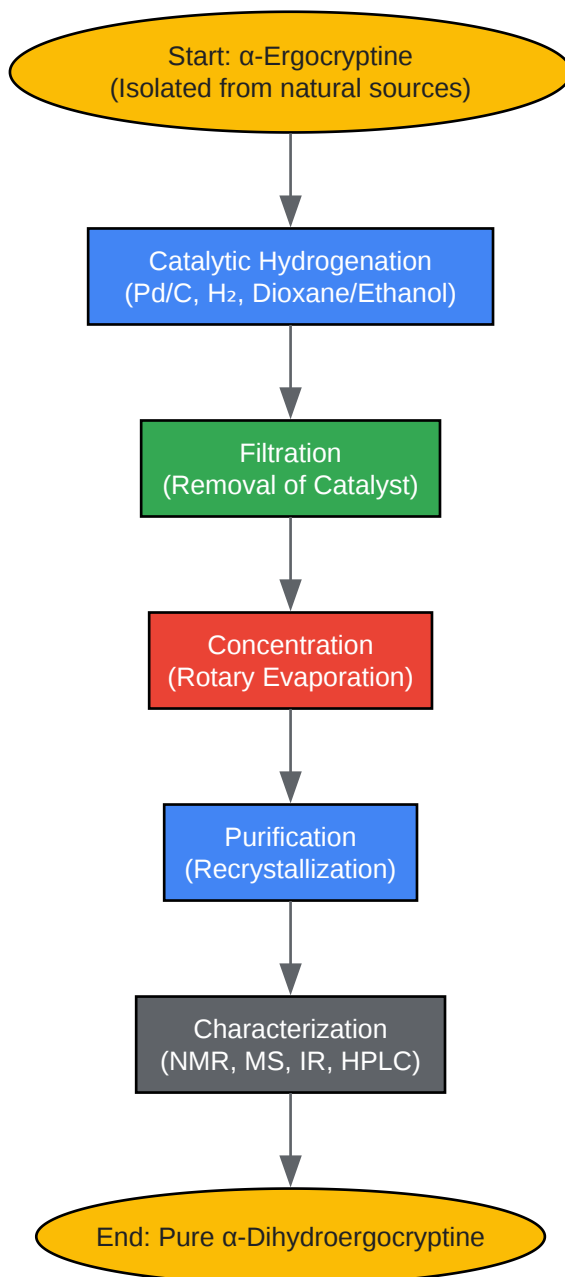 Start: α-Ergocryptine
(Isolated from natural sources)
Catalytic Hydrogenation
(Pd/C, H₂, Dioxane/Ethanol)
Filtration
(Removal of Catalyst)
Concentration
(Rotary Evaporation)
Purification
(Recrystallization)
Characterization
(NMR, MS, IR, HPLC)
End: Pure α-Dihydroergocryptine